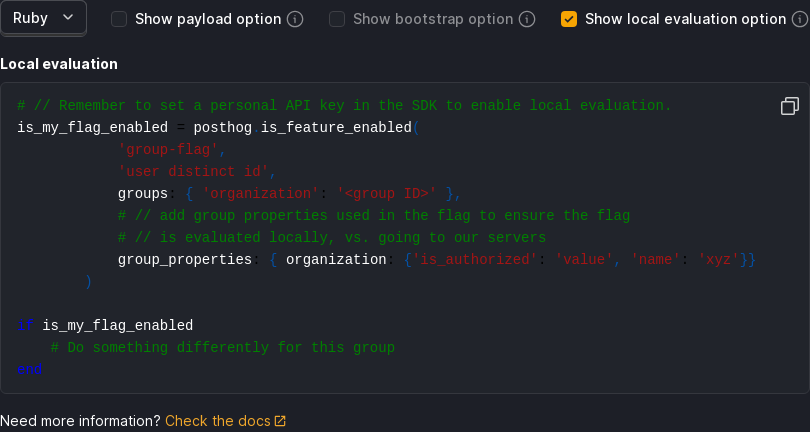 Ruby Show payload option Show bootstrap option Show local evaluation option
Local evaluation
# // Remember to set a personal API key in the SDK to enable local evaluation.
is_my_flag_enabled = posthog.is_feature_enabled(
'group-flag',
'user distinct id',
groups: { 'organization': '<group ID>' },
# // add group properties used in the flag to ensure the flag
# // is evaluated locally, vs. going to our servers
group_properties: { organization: {'is_authorized': 'value', 'name': 'xyz'}}
)
if is_my_flag_enabled
# Do something differently for this group
end
Need more information? Check the docs